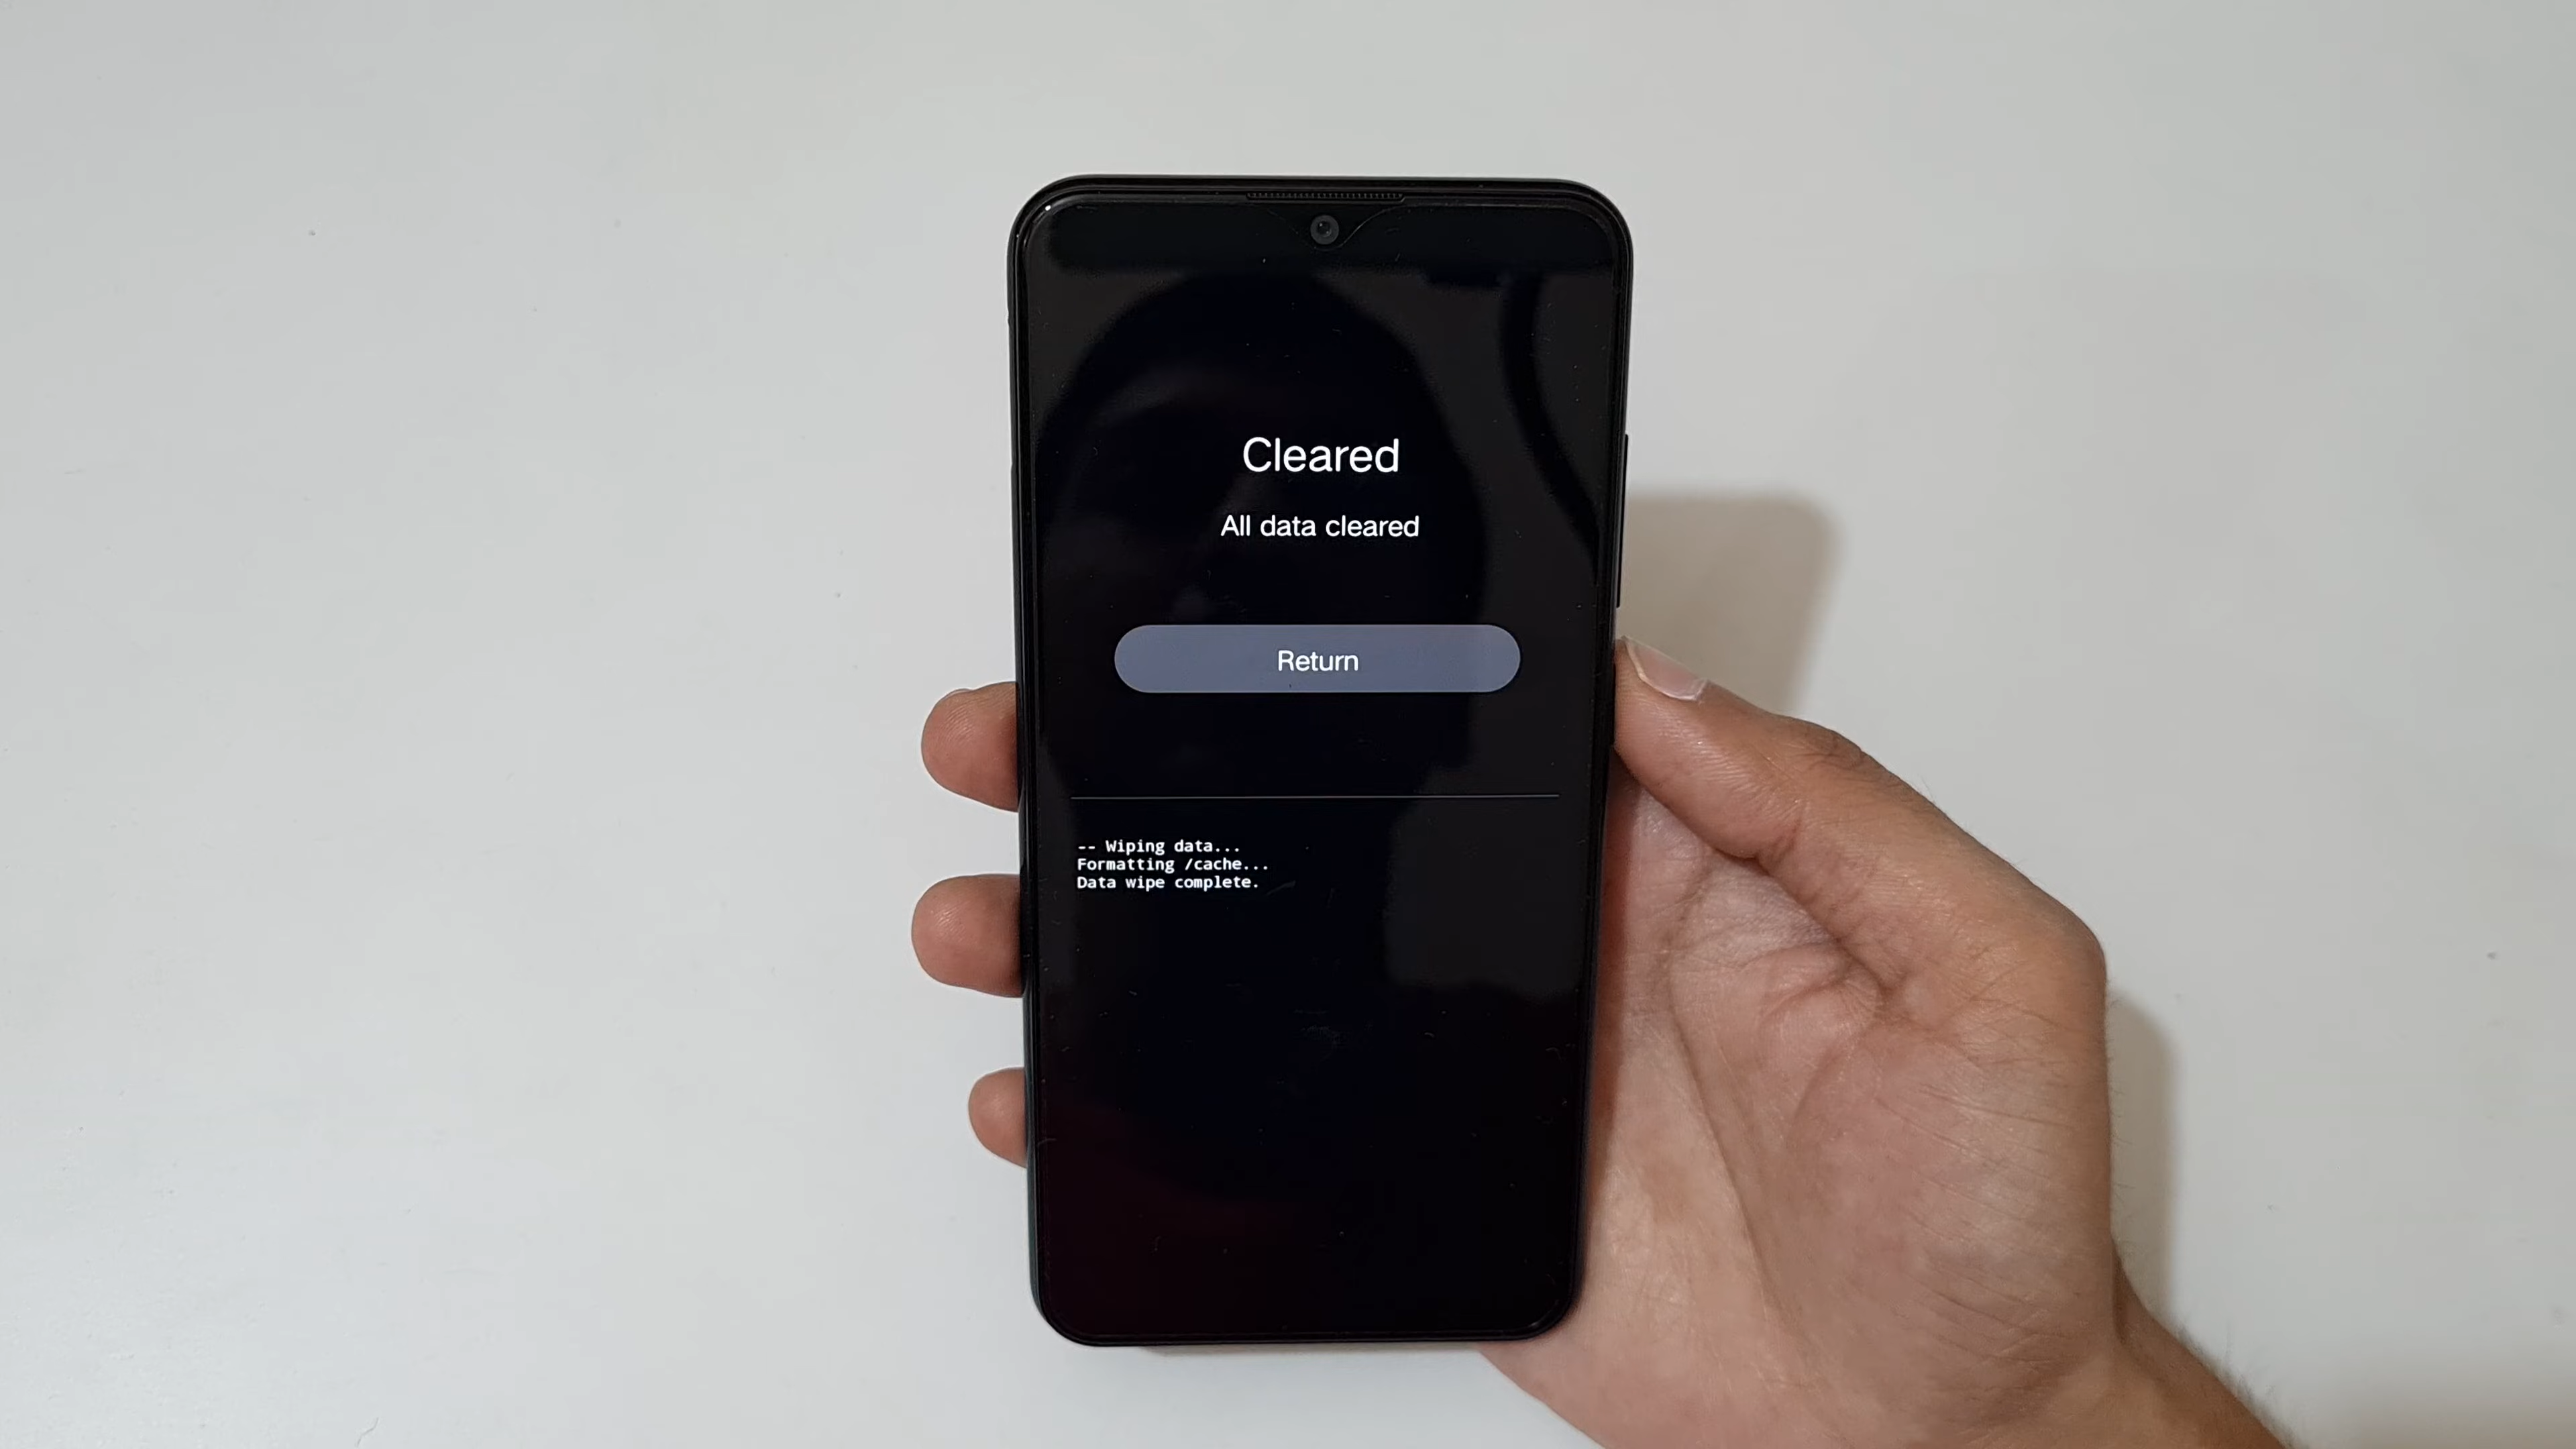 Cleared
All data cleared
Return
-- Wiping data...
Formatting /cache...
Data wipe complete.